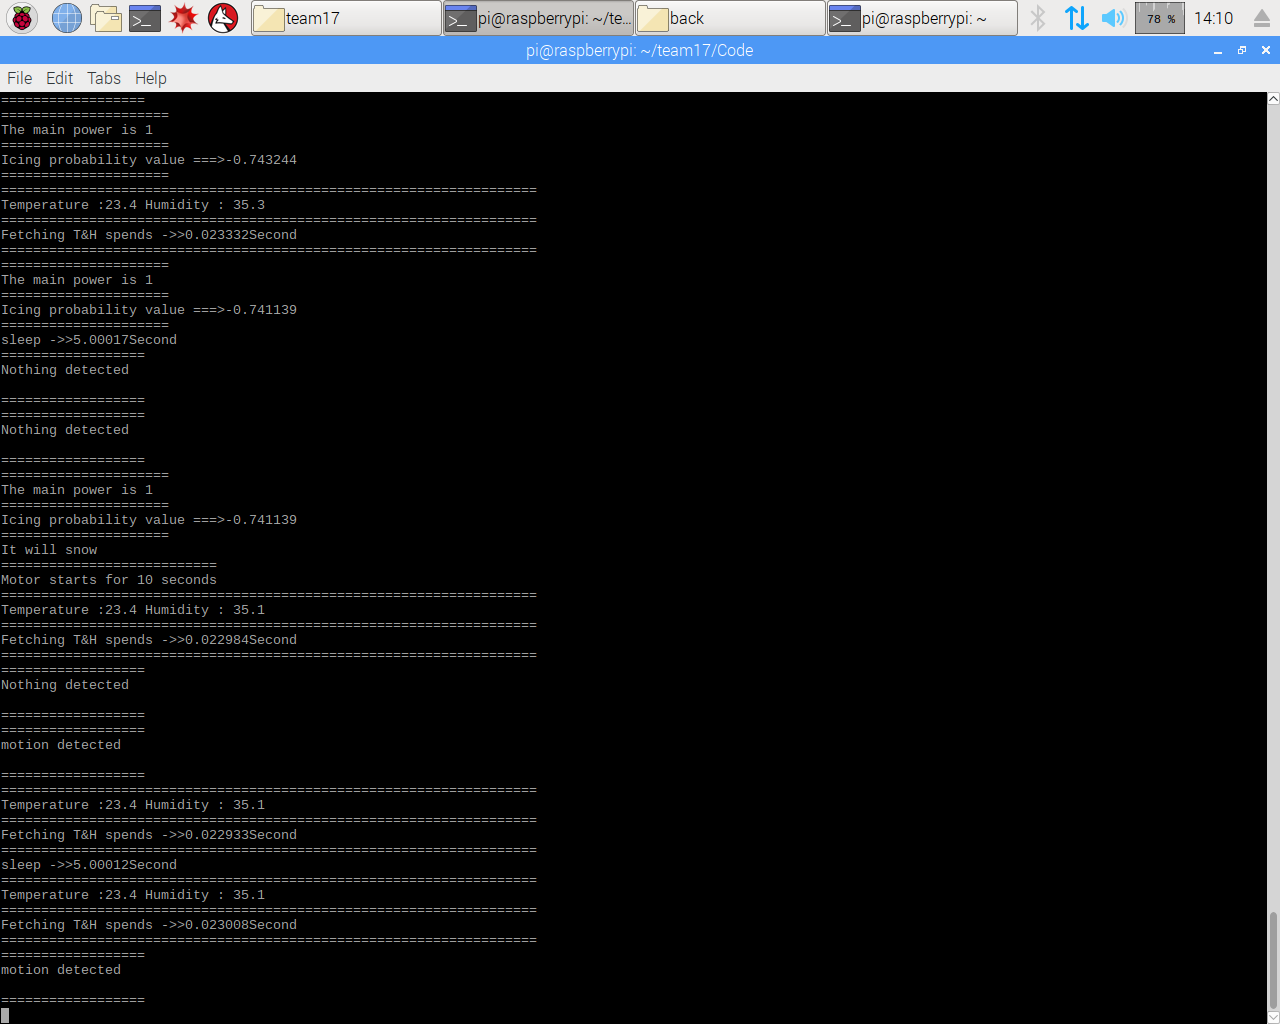 team17
pi@raspberrypi: ~/te...
back
pi@raspberrypi: ~
78 %
14:10
pi@raspberrypi: ~/team17/Code
File Edit Tabs Help
==================
=====================
The main power is 1
=====================
Icing probability value ===>-0.743244
=====================
===================================================================
Temperature :23.4 Humidity : 35.3
===================================================================
Fetching T&H spends ->>0.023332Second
===================================================================
=====================
The main power is 1
=====================
Icing probability value ===>-0.741139
=====================
sleep ->>5.00017Second
==================
Nothing detected
==================
==================
Nothing detected
==================
=====================
The main power is 1
=====================
Icing probability value ===>-0.741139
=====================
It will snow
===========================
Motor starts for 10 seconds
===================================================================
Temperature :23.4 Humidity : 35.1
===================================================================
Fetching T&H spends ->>0.022984Second
===================================================================
==================
Nothing detected
==================
==================
motion detected
==================
===================================================================
Temperature :23.4 Humidity : 35.1
===================================================================
Fetching T&H spends ->>0.022933Second
===================================================================
sleep ->>5.00012Second
===================================================================
Temperature :23.4 Humidity : 35.1
===================================================================
Fetching T&H spends ->>0.023008Second
===================================================================
==================
motion detected
==================